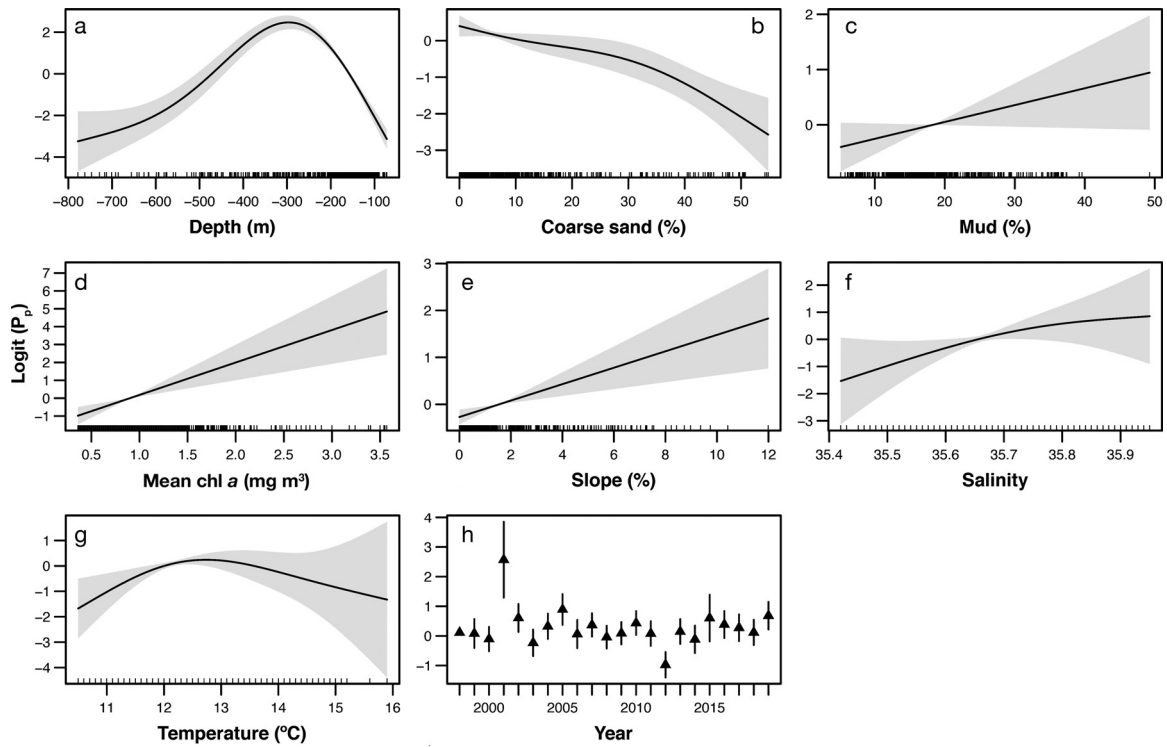 a
2
0
−2
−4
−800 −700 −600 −500 −400 −300 −200 −100
Depth (m)
b
0
−1
−2
−3
0 10 20 30 40 50
Coarse sand (%)
c
2
1
0
10 20 30 40 50
Mud (%)
Logit (Pp)
d
7
6
5
4
3
2
1
0
−1
0.5 1.0 1.5 2.0 2.5 3.0 3.5
Mean chl a (mg m³)
e
3
2
1
0
0 2 4 6 8 10 12
Slope (%)
f
2
1
0
−1
−2
−3
35.4 35.5 35.6 35.7 35.8 35.9
Salinity
g
1
0
−1
−2
−3
−4
11 12 13 14 15 16
Temperature (ºC)
h
4
3
2
1
0
−1
2000 2005 2010 2015
Year